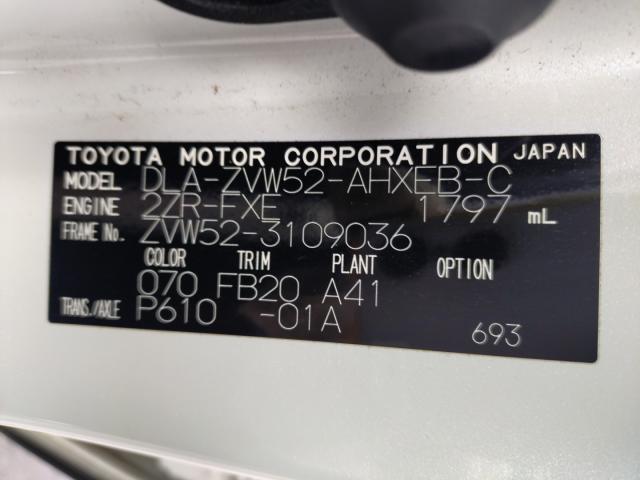 TOYOTA MOTOR CORPORATION JAPAN
MODEL DLA-ZVW52-AHXEB-C
ENGINE 2ZR-FXE 1797 mL
FRAME No. ZVW52-3109036
COLOR TRIM PLANT OPTION
070 FB20 A41
TRANS./AXLE P610 -01A
693